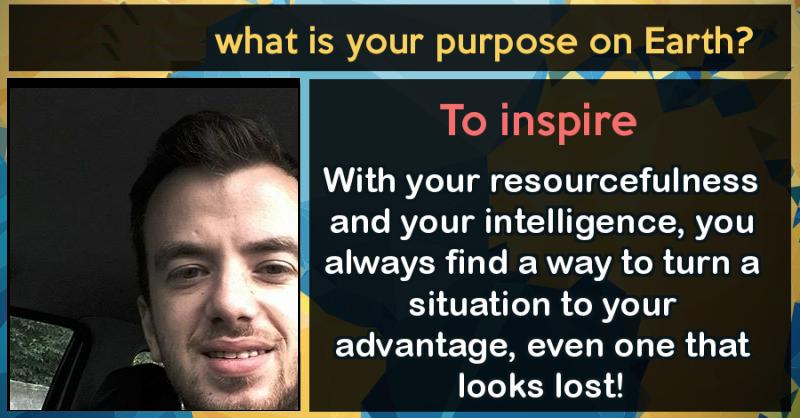 what is your purpose on Earth?
To inspire
With your resourcefulness
and your intelligence, you
always find a way to turn a
situation to your
advantage, even one that
looks lost!